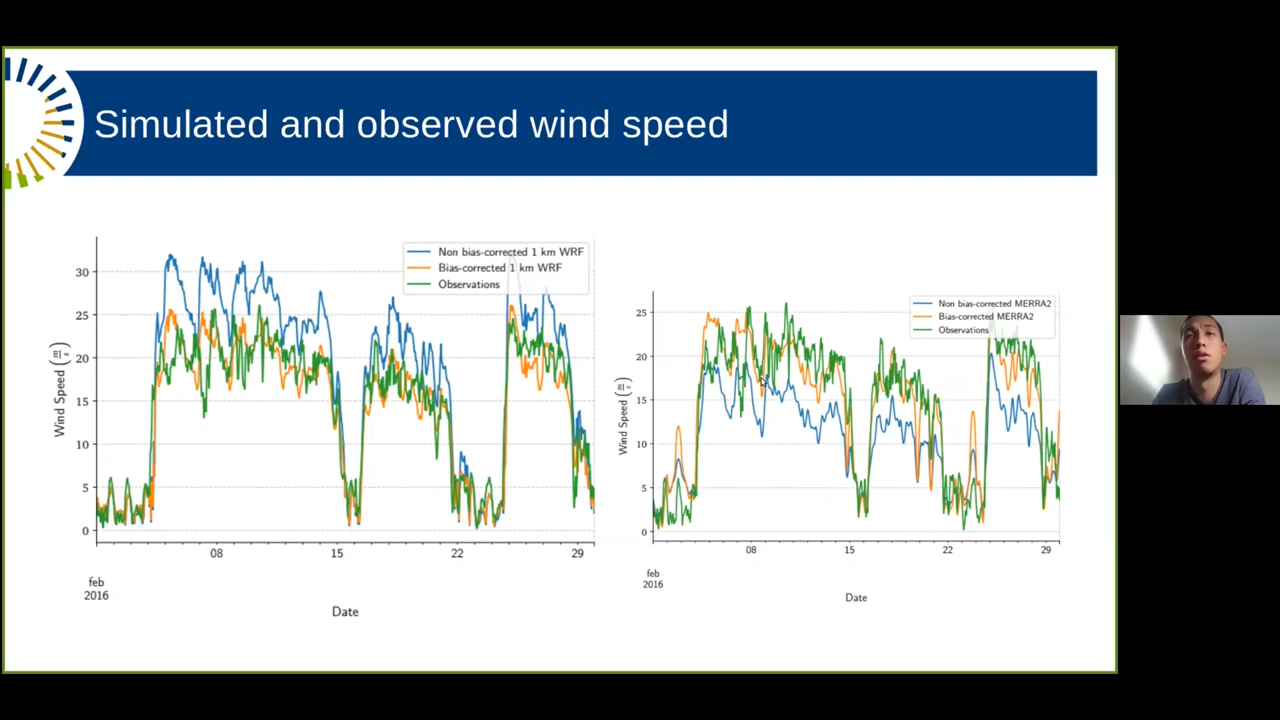 Simulated and observed wind speed
Non bias-corrected 1 km WRF
Bias-corrected 1 km WRF
Observations
30
25
20
15
10
5
0
Wind Speed (m/s)
08
15
22
29
feb
2016
Date
Non bias-corrected MERRA2
Bias-corrected MERRA2
Observations
25
20
15
10
5
0
Wind Speed (m/s)
08
15
22
29
feb
2016
Date